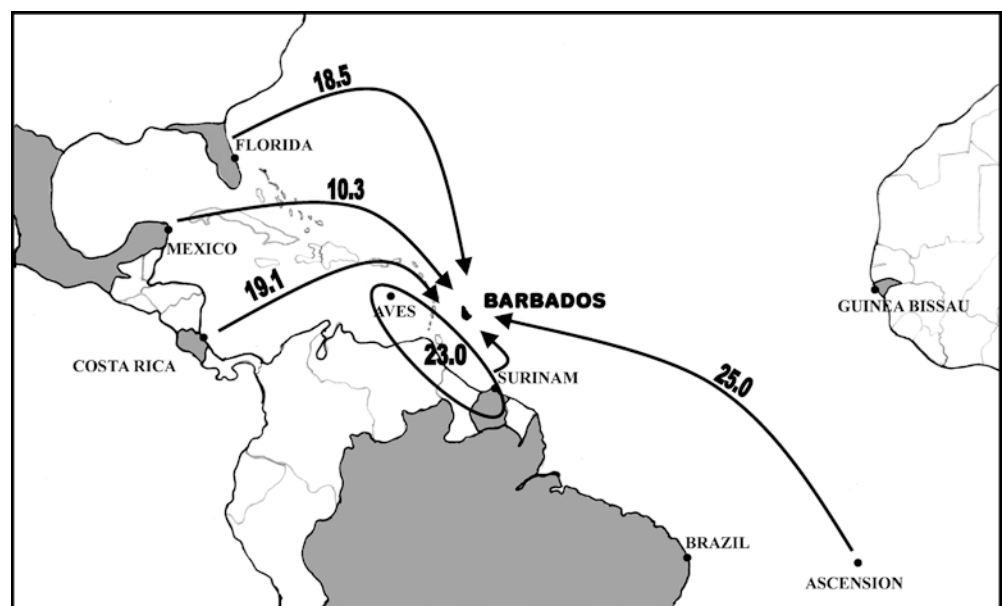 18.5
FLORIDA
10.3
MEXICO
19.1
BARBADOS
AVES
GUINEA BISSAU
23.0
COSTA RICA
SURINAM
25.0
BRAZIL
ASCENSION